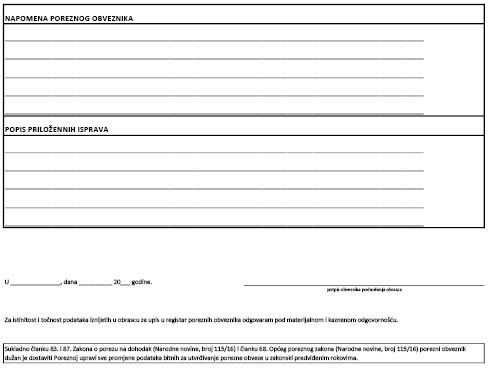 NAPOMENA POREZNOG OBVEZNIKA
POPIS PRILOŽENNIH ISPRAVA
U ______________, dana _________ 20___ godine.
potpis obveznika podnošenja obrasca
Za istinitost i točnost podataka iznijetih u obrascu za upis u registar poreznih obveznika odgovaram pod materijalnom i kaznenom odgovornošću.
Sukladno članku 83. i 87. Zakona o porezu na dohodak (Narodne novine, broj 115/16) i članku 68. Općeg poreznog zakona (Narodne novine, broj 115/16) porezni obveznik
dužan je dostaviti Poreznoj upravi sve promjene podataka bitnih za utvrđivanje porezne obveze u zakonski predviđenim rokovima.